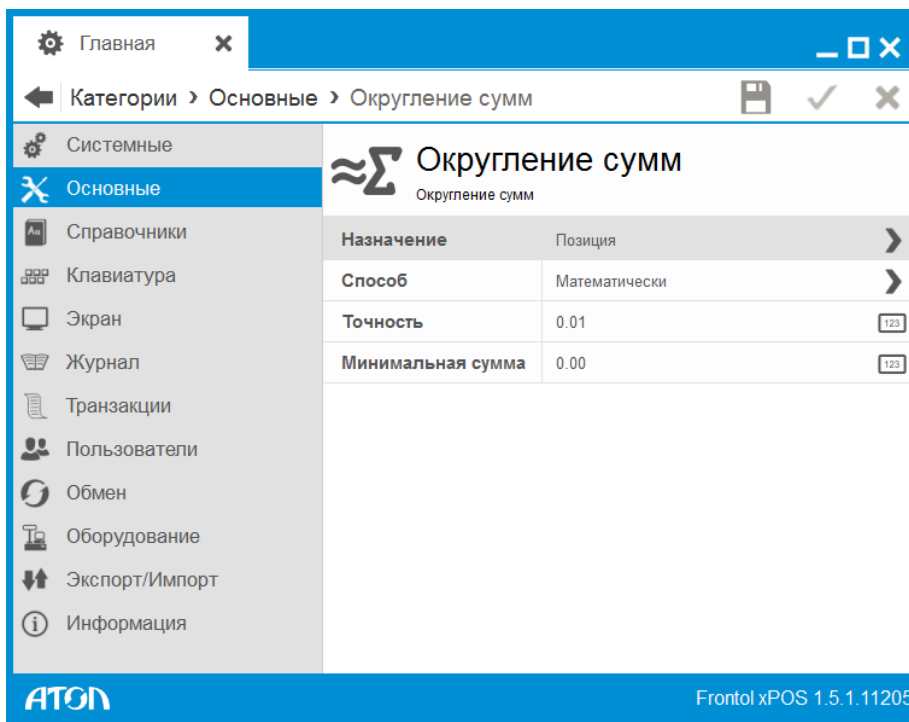 Главная
Категории > Основные > Округление сумм
Системные
Основные
Справочники
Клавиатура
Экран
Журнал
Транзакции
Пользователи
Обмен
Оборудование
Экспорт/Импорт
Информация
Округление сумм
Округление сумм
Назначение Позиция
Способ Математически
Точность 0.01 123
Минимальная сумма 0.00 123
ATOL Frontol xPOS 1.5.1.11205